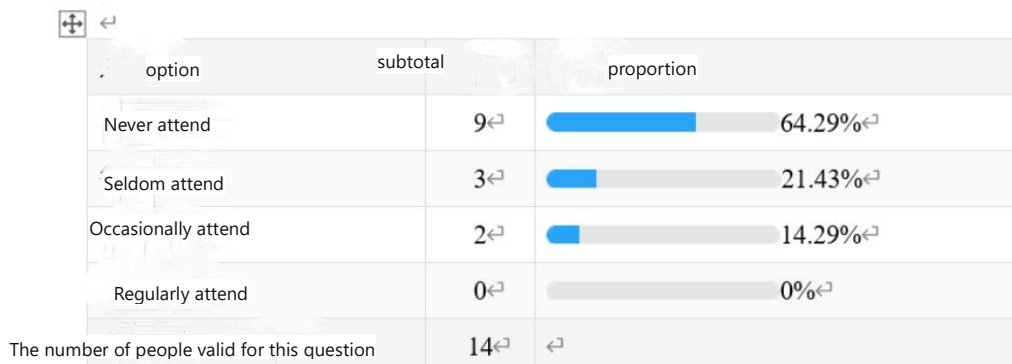 option subtotal proportion
Never attend 9 64.29%
Seldom attend 3 21.43%
Occasionally attend 2 14.29%
Regularly attend 0 0%
The number of people valid for this question 14